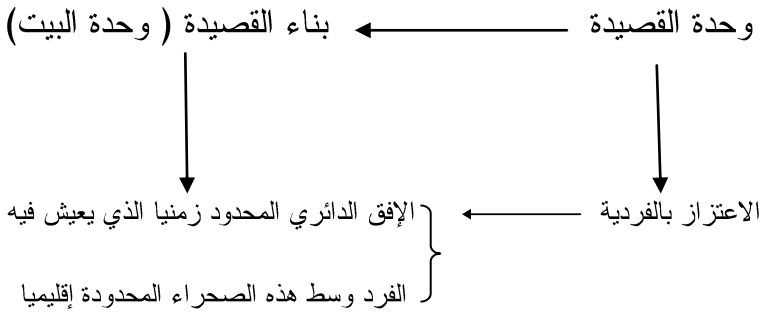 وحدة القصيدة
بناء القصيدة ( وحدة البيت)
الاعتزاز بالفردية
الإفق الدائري المحدود زمنيا الذي يعيش فيه
الفرد وسط هذه الصحراء المحدودة إقليميا